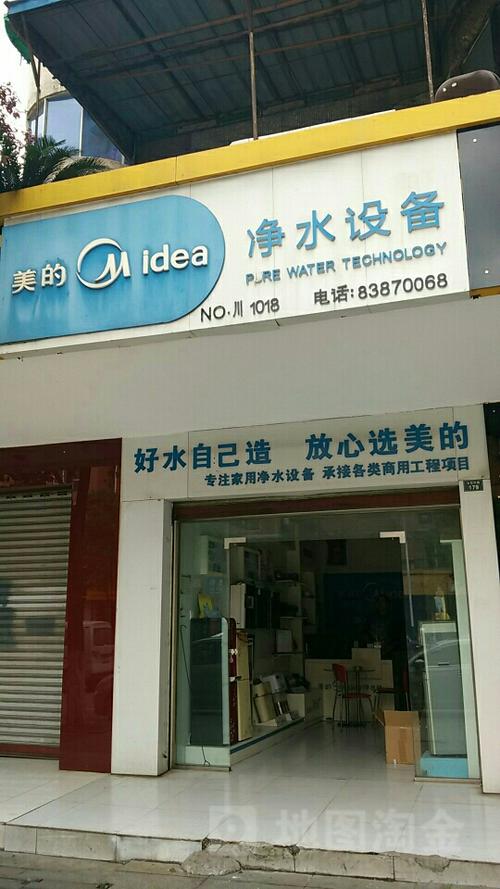 美的 Midea
净水设备
PURE WATER TECHNOLOGY
NO·川 1018 电话:83870068
好水自己造 放心选美的
专注家用净水设备 承接各类商用工程项目
179
地图淘金